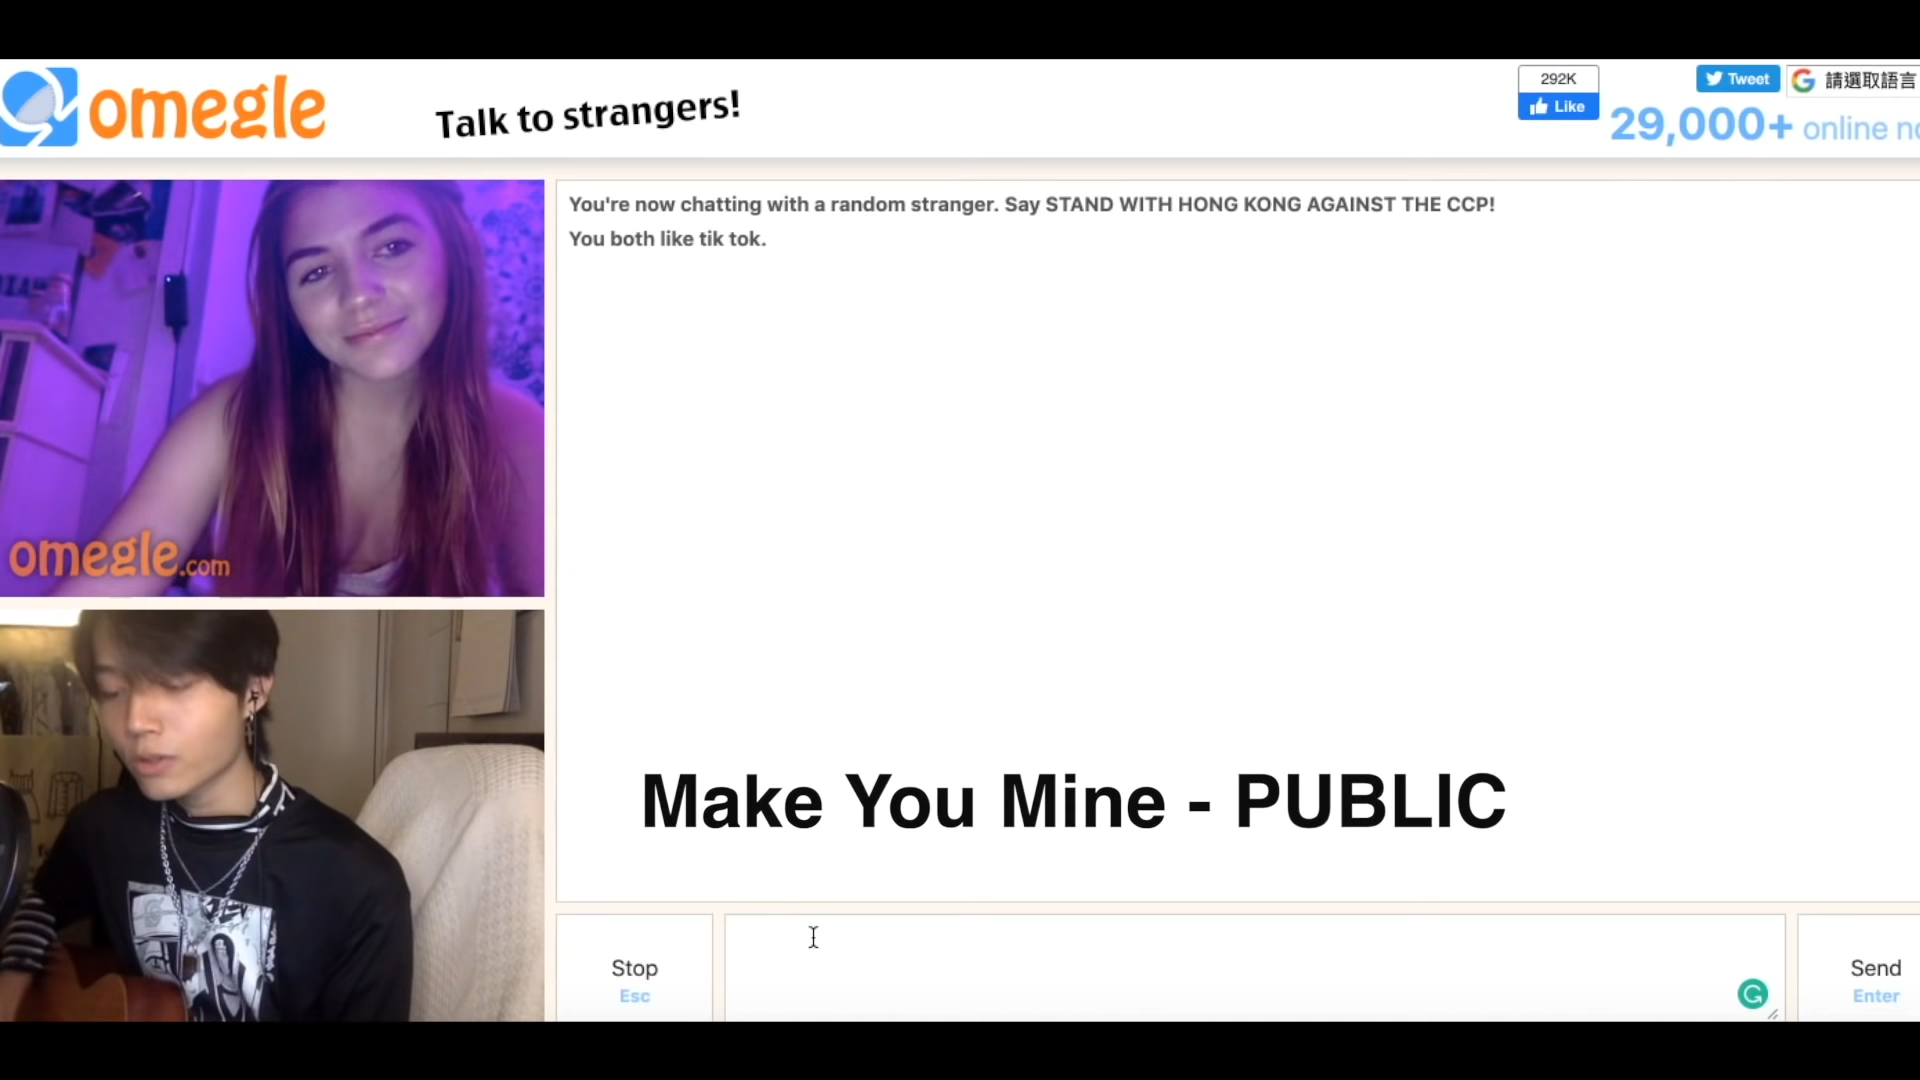 omegle
Talk to strangers!
292K
Like
Tweet
請選取語言
29,000+ online no
You're now chatting with a random stranger. Say STAND WITH HONG KONG AGAINST THE CCP!
You both like tik tok.
omegle.com
Make You Mine - PUBLIC
Stop
Esc
Send
Enter